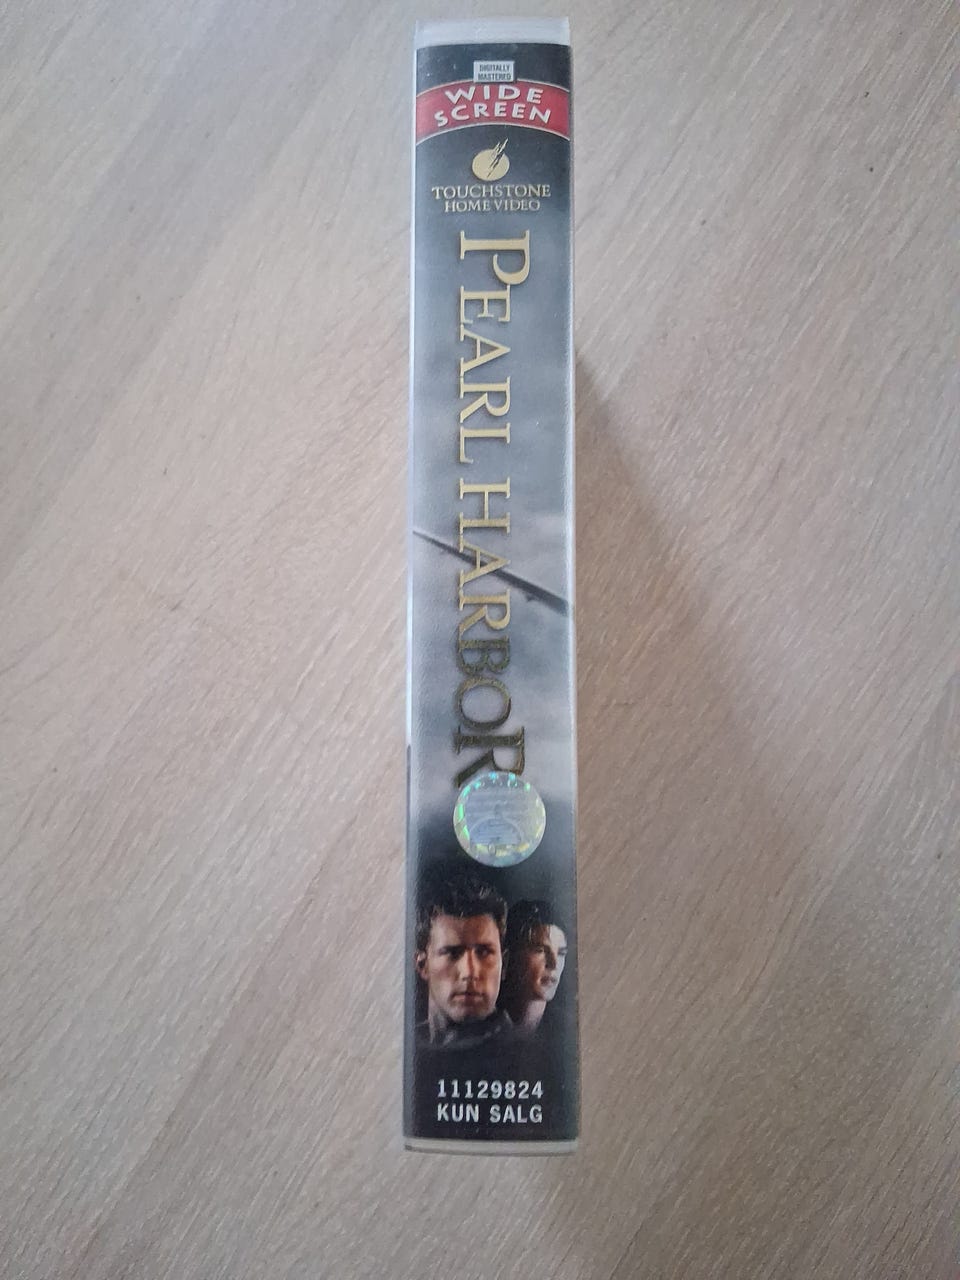 DIGITALLY
MASTERED
WIDE
SCREEN
TOUCHSTONE
HOME VIDEO
PEARL HARBOR
11129824
KUN SALG